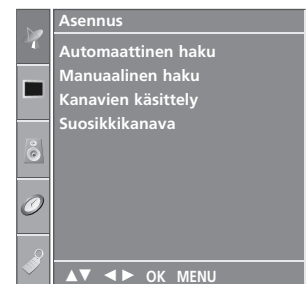 Asennus
Automaattinen haku
Manuaalinen haku
Kanavien käsittely
Suosikkikanava
▲▼ ◄► OK MENU